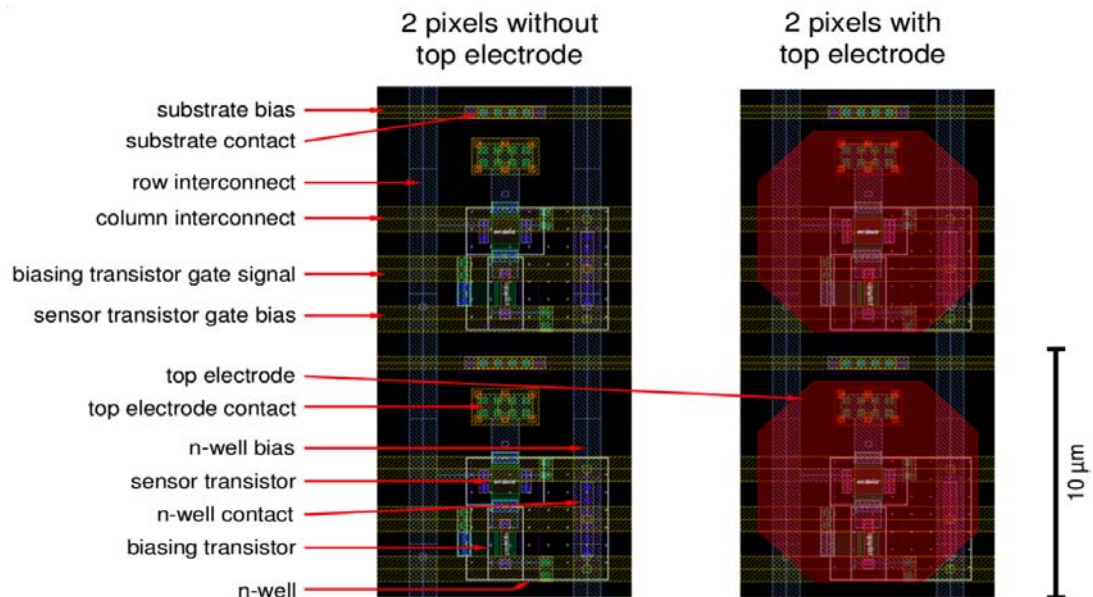 2 pixels without
top electrode
2 pixels with
top electrode
substrate bias
substrate contact
row interconnect
column interconnect
biasing transistor gate signal
sensor transistor gate bias
top electrode
top electrode contact
n-well bias
sensor transistor
n-well contact
biasing transistor
n-well
10 µm